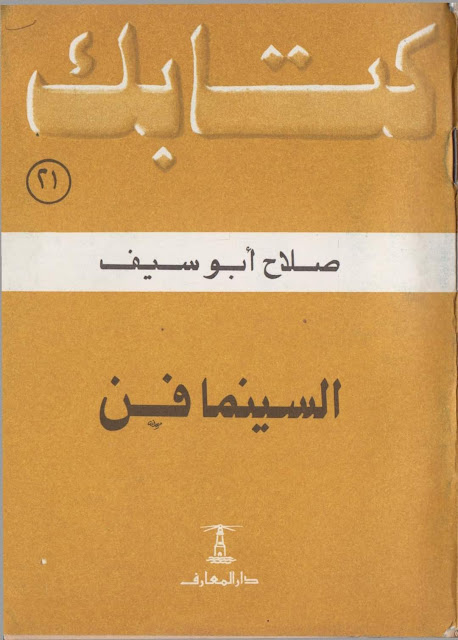 كتابك
٢١
صلاح أبو سيف
السينما فن
دار المعارف